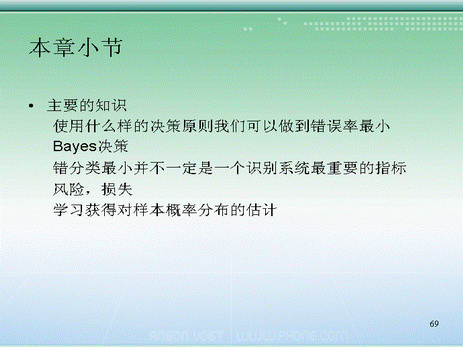 本章小节
• 主要的知识
使用什么样的决策原则我们可以做到错误率最小
Bayes决策
错分类最小并不一定是一个识别系统最重要的指标
风险，损失
学习获得对样本概率分布的估计
69